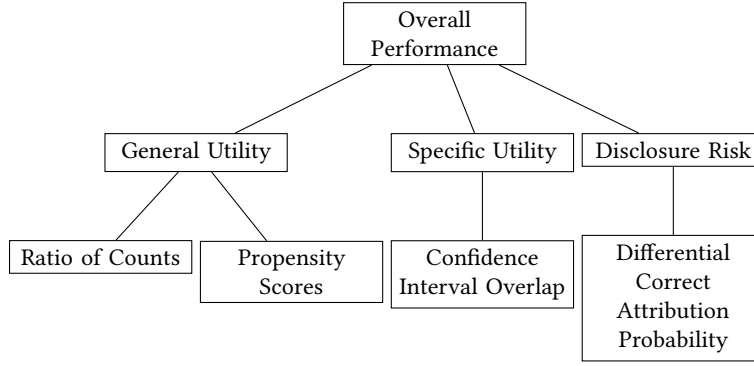 Overall
Performance
General Utility
Specific Utility
Disclosure Risk
Ratio of Counts
Propensity
Scores
Confidence
Interval Overlap
Differential
Correct
Attribution
Probability